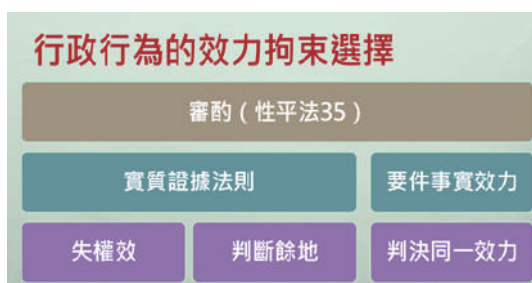 行政行為的效力拘束選擇
審酌（性平法35）
實質證據法則
要件事實效力
失權效
判斷餘地
判決同一效力